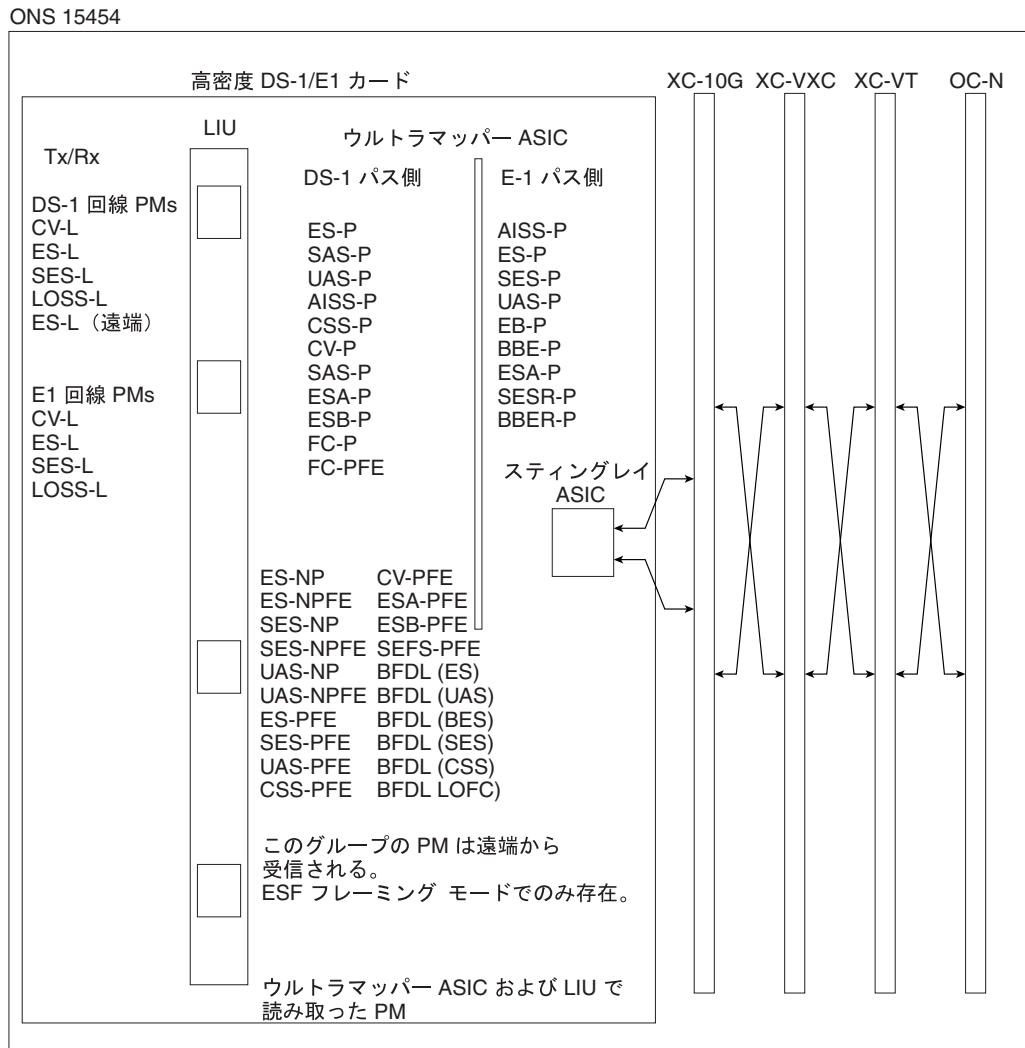 ONS 15454
高密度 DS-1/E1 カード
XC-10G XC-VXC XC-VT OC-N
LIU
ウルトラマッパー ASIC
Tx/Rx
DS-1 パス側
E-1 パス側
DS-1 回線 PMs
CV-L
ES-L
SES-L
LOSS-L
ES-L（遠端）
E1 回線 PMs
CV-L
ES-L
SES-L
LOSS-L
ES-P
SAS-P
UAS-P
AISS-P
CSS-P
CV-P
SAS-P
ESA-P
ESB-P
FC-P
FC-PFE
AISS-P
ES-P
SES-P
UAS-P
EB-P
BBE-P
ESA-P
SESR-P
BBER-P
スティングレイ
ASIC
ES-NP CV-PFE
ES-NPFE ESA-PFE
SES-NP ESB-PFE
SES-NPFE SEFS-PFE
UAS-NP BFDL (ES)
UAS-NPFE BFDL (UAS)
ES-PFE BFDL (BES)
SES-PFE BFDL (SES)
UAS-PFE BFDL (CSS)
CSS-PFE BFDL LOFC)
このグループの PM は遠端から
受信される。
ESF フレーミング モードでのみ存在。
ウルトラマッパー ASIC および LIU で
読み取った PM